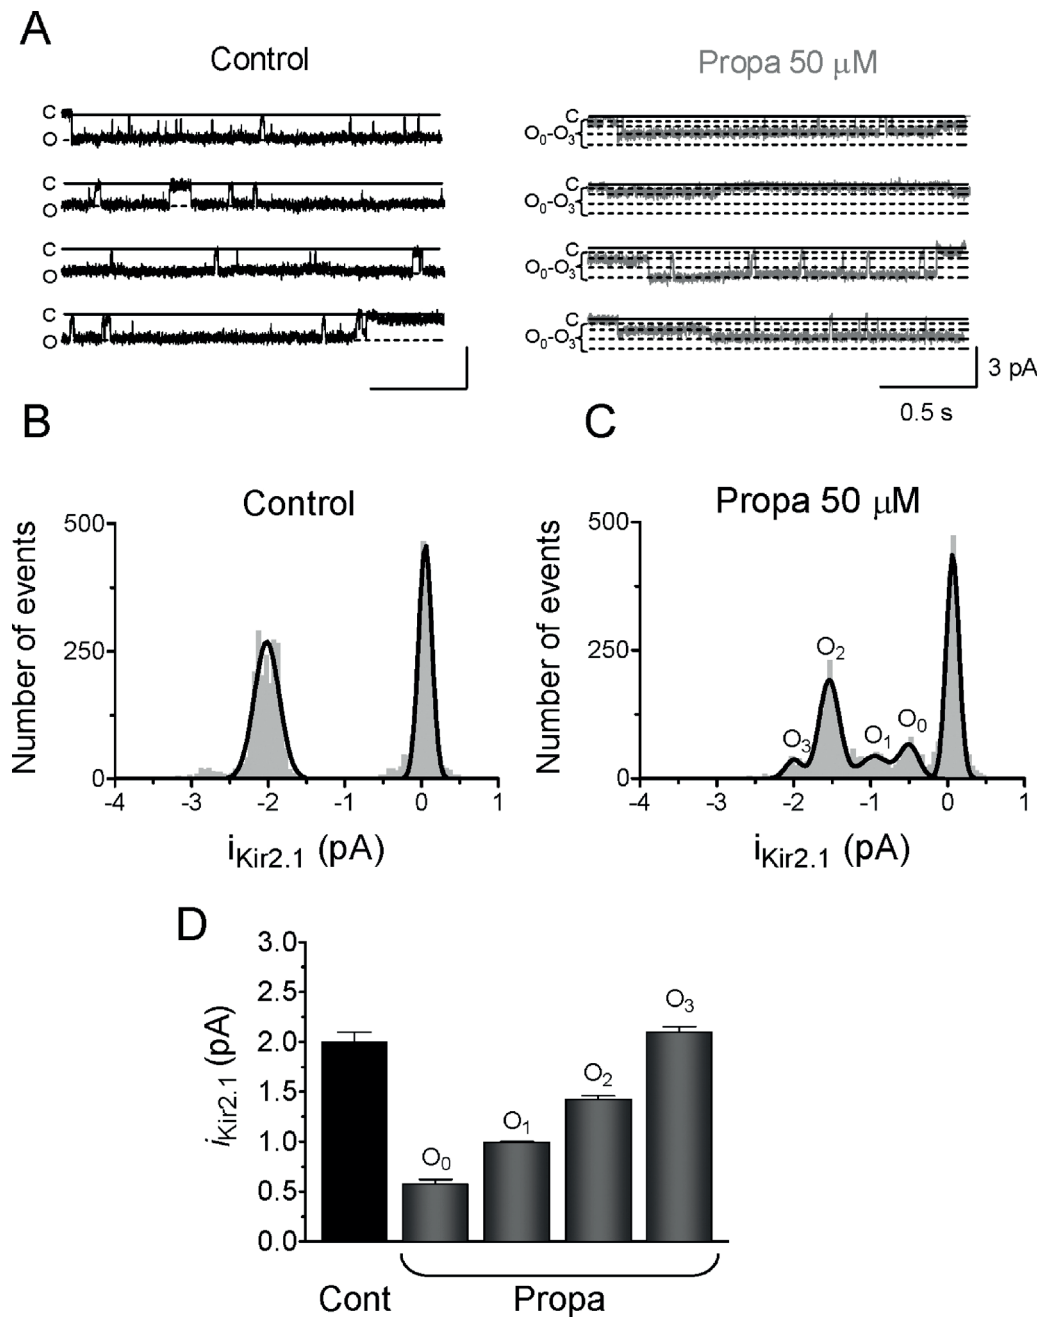 A
Control
Propa 50 µM
C
O
C
O
C
O
C
O
C
O₀-O₃
C
O₀-O₃
C
O₀-O₃
C
O₀-O₃
3 pA
0.5 s
B
Control
Number of events
500
250
0
-4 -3 -2 -1 0 1
iKir2.1 (pA)
C
Propa 50 µM
Number of events
500
250
0
O₃
O₂
O₁
O₀
-4 -3 -2 -1 0 1
iKir2.1 (pA)
D
iKir2.1 (pA)
3.0
2.5
2.0
1.5
1.0
0.5
0.0
O₀
O₁
O₂
O₃
Cont
Propa